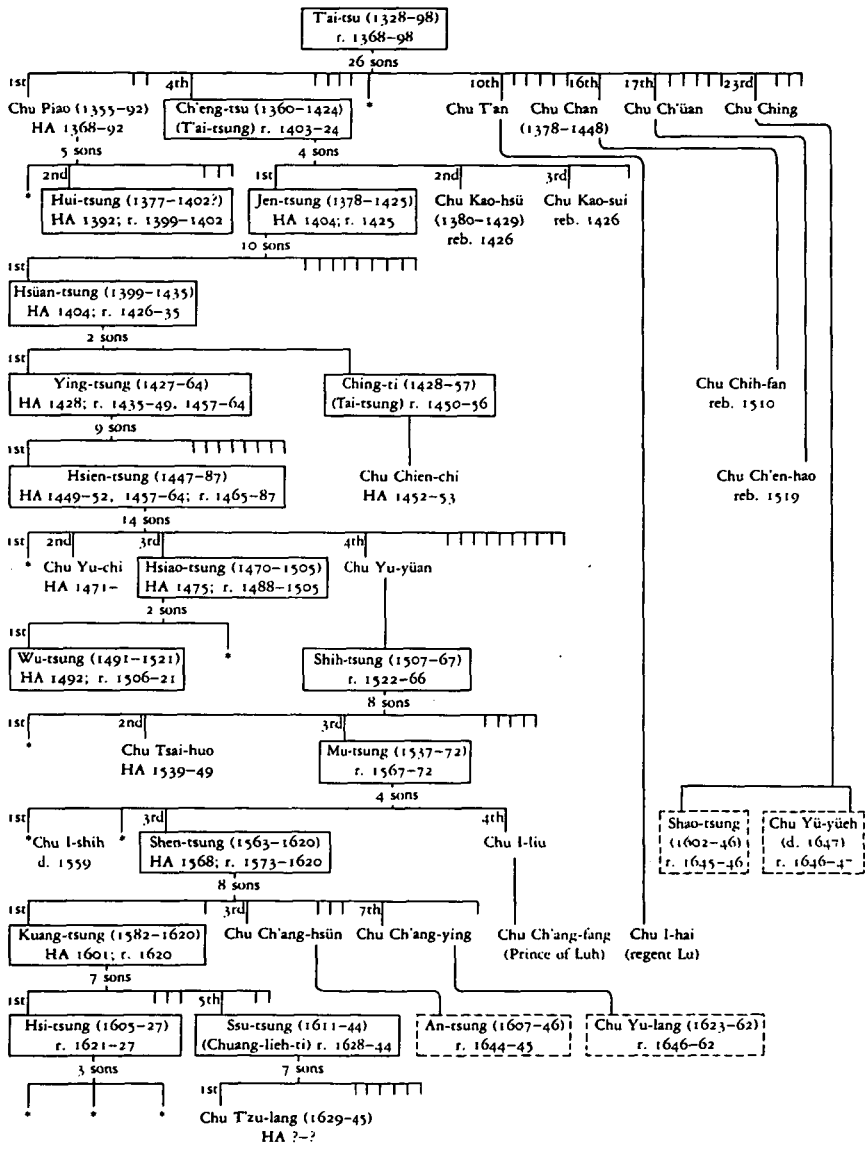 T'ai-tsu (1328–98)
r. 1368–98
26 sons
1st 4th * 10th 16th 17th 23rd
Chu Piao (1355–92) Ch'eng-tsu (1360–1424) Chu T'an Chu Chan Chu Ch'üan Chu Ching
HA 1368–92 (T'ai-tsung) r. 1403–24 (1378–1448)
5 sons 4 sons
* 2nd 1st 2nd 3rd
Hui-tsung (1377–1402?) Jen-tsung (1378–1425) Chu Kao-hsü Chu Kao-sui
HA 1392; r. 1399–1402 HA 1404; r. 1425 (1380–1429) reb. 1426
reb. 1426
10 sons
1st
Hsüan-tsung (1399–1435)
HA 1404; r. 1426–35
2 sons
1st
Ying-tsung (1427–64) Ching-ti (1428–57) Chu Chih-fan
HA 1428; r. 1435–49, 1457–64 (Tai-tsung) r. 1450–56 reb. 1510
9 sons
1st
Hsien-tsung (1447–87) Chu Chien-chi Chu Ch'en-hao
HA 1449–52, 1457–64; r. 1465–87 HA 1452–53 reb. 1519
14 sons
1st 2nd 3rd 4th
* Chu Yu-chi Hsiao-tsung (1470–1505) Chu Yu-yüan
HA 1471– HA 1475; r. 1488–1505
2 sons
1st *
Wu-tsung (1491–1521) Shih-tsung (1507–67)
HA 1492; r. 1506–21 r. 1522–66
8 sons
1st 2nd 3rd
* Chu Tsai-huo Mu-tsung (1537–72)
HA 1539–49 r. 1567–72
4 sons
1st 3rd 4th
* Chu I-shih * Shen-tsung (1563–1620) Chu I-liu Shao-tsung Chu Yü-yüeh
d. 1559 HA 1568; r. 1573–1620 (1602–46) (d. 1647)
r. 1645–46 r. 1646–47
8 sons
1st 3rd 7th
Kuang-tsung (1582–1620) Chu Ch'ang-hsün Chu Ch'ang-ying Chu Ch'ang-fang Chu I-hai
HA 1601; r. 1620 (Prince of Luh) (regent Lu)
7 sons
1st 5th
Hsi-tsung (1605–27) Ssu-tsung (1611–44) An-tsung (1607–46) Chu Yu-lang (1623–62)
r. 1621–27 (Chuang-lieh-ti) r. 1628–44 r. 1644–45 r. 1646–62
3 sons 7 sons
* * * 1st
Chu T'zu-lang (1629–45)
HA ?–?